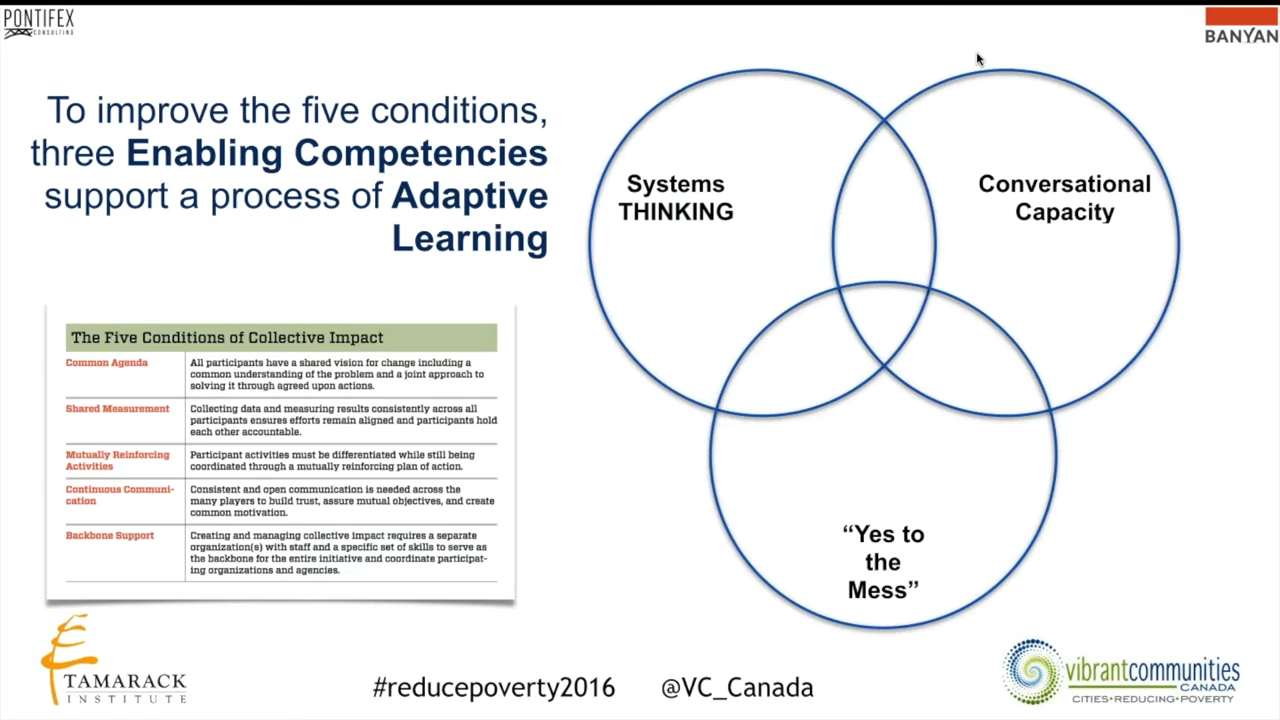 PONTIFEX
CONSULTING
BANYAN
To improve the five conditions,
three Enabling Competencies
support a process of Adaptive
Learning
Systems
THINKING
Conversational
Capacity
“Yes to
the
Mess”
The Five Conditions of Collective Impact
Common Agenda
All participants have a shared vision for change including a
common understanding of the problem and a joint approach to
solving it through agreed upon actions.
Shared Measurement
Collecting data and measuring results consistently across all
participants ensures efforts remain aligned and participants hold
each other accountable.
Mutually Reinforcing
Activities
Participant activities must be differentiated while still being
coordinated through a mutually reinforcing plan of action.
Continuous Communi-
cation
Consistent and open communication is needed across the
many players to build trust, assure mutual objectives, and create
common motivation.
Backbone Support
Creating and managing collective impact requires a separate
organization(s) with staff and a specific set of skills to serve as
the backbone for the entire initiative and coordinate participat-
ing organizations and agencies.
TAMARACK
INSTITUTE
#reducepoverty2016 @VC_Canada
vibrantcommunities
CANADA
CITIES•REDUCING•POVERTY